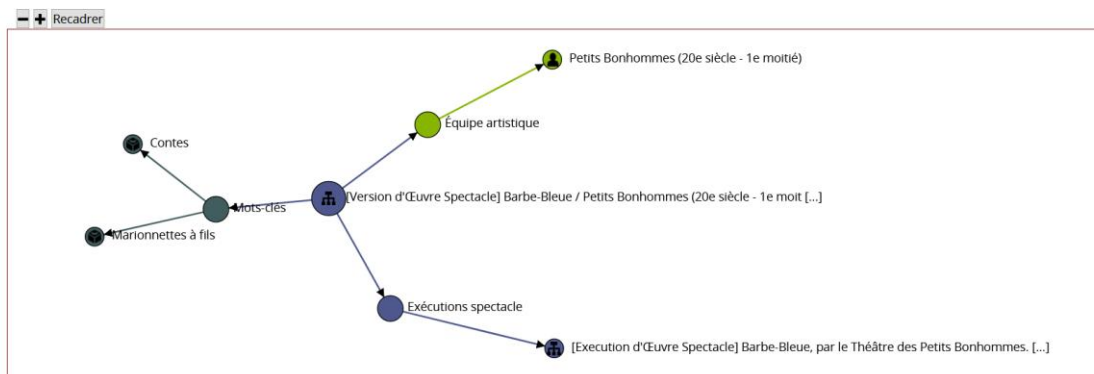 Recadrer
Petits Bonhommes (20e siècle - 1e moitié)
Équipe artistique
Contes
[Version d'Œuvre Spectacle] Barbe-Bleue / Petits Bonhommes (20e siècle - 1e moit [...]
Mots-clés
Marionnettes à fils
Exécutions spectacle
[Execution d'Œuvre Spectacle] Barbe-Bleue, par le Théâtre des Petits Bonhommes. [...]